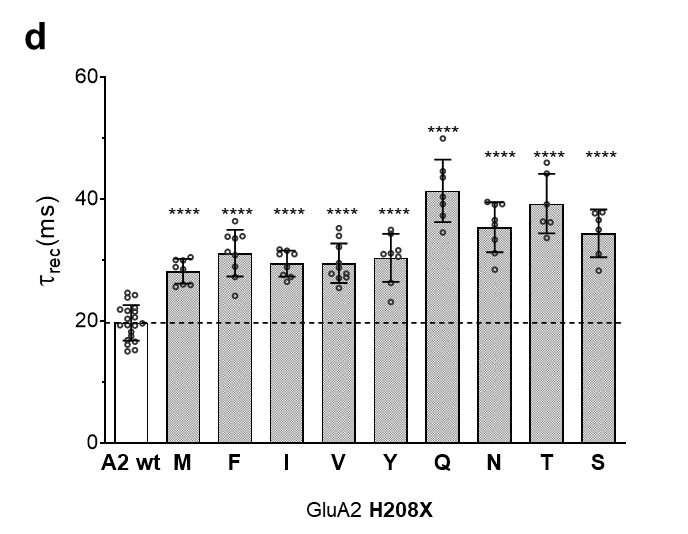 d
60
****
**** **** ****
40
**** **** **** **** ****
τrec(ms)
20
0
A2 wt M F I V Y Q N T S
GluA2 H208X